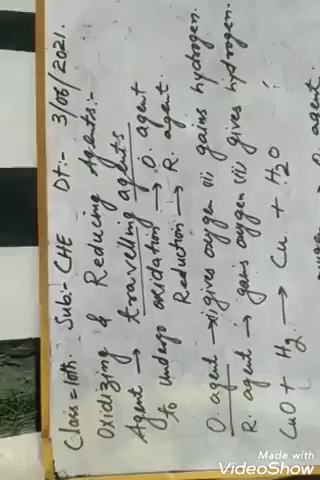 Class=10th. Sub:- CHE Dt:- 3/06/2021.
Oxidizing & Reducing Agents:-
Agent → travelling agents
to undergo oxidation → O. agent
Reduction → R. agent.
O. agent → (i) gives oxygen (ii) gains hydrogen.
R. agent → gains oxygen (ii) gives hydrogen.
CuO + H2 → Cu + H2O
agent.
Made with
VideoShow